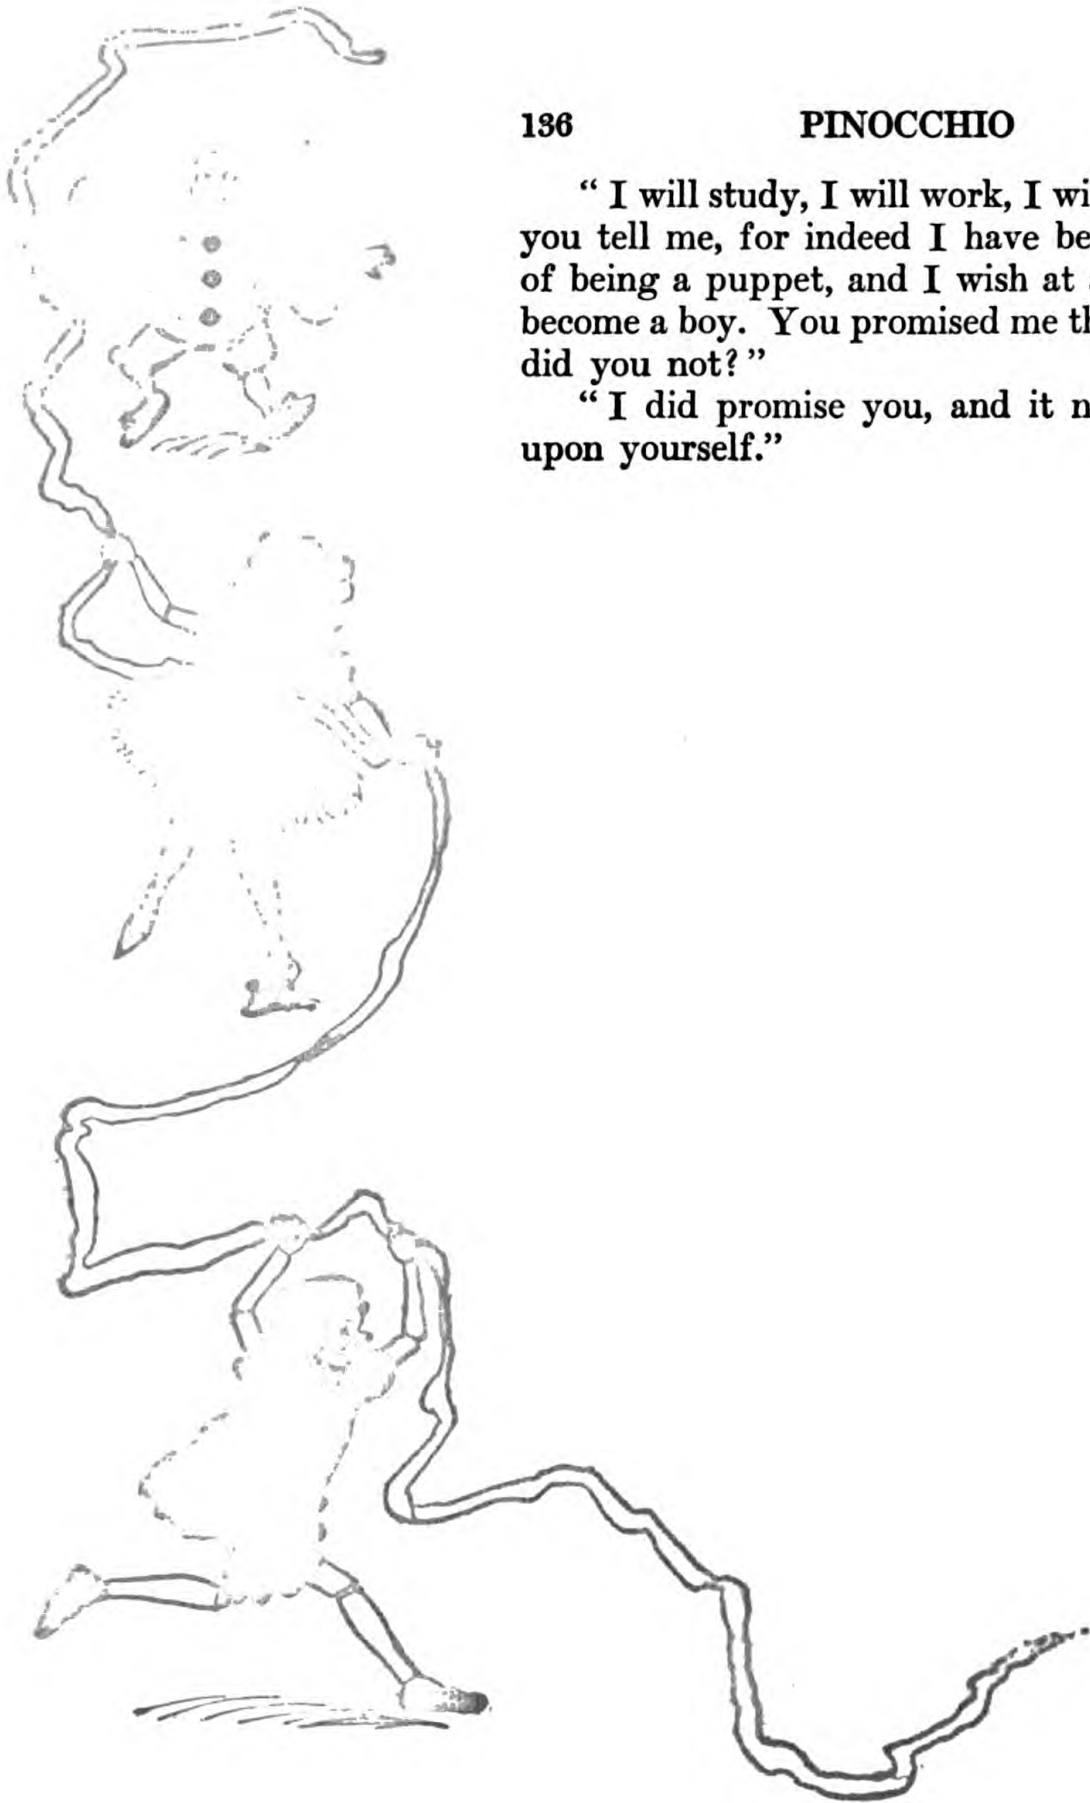 136 PINOCCHIO
“ I will study, I will work, I wi
you tell me, for indeed I have be
of being a puppet, and I wish at
become a boy. You promised me th
did you not? ”
“ I did promise you, and it n
upon yourself.”